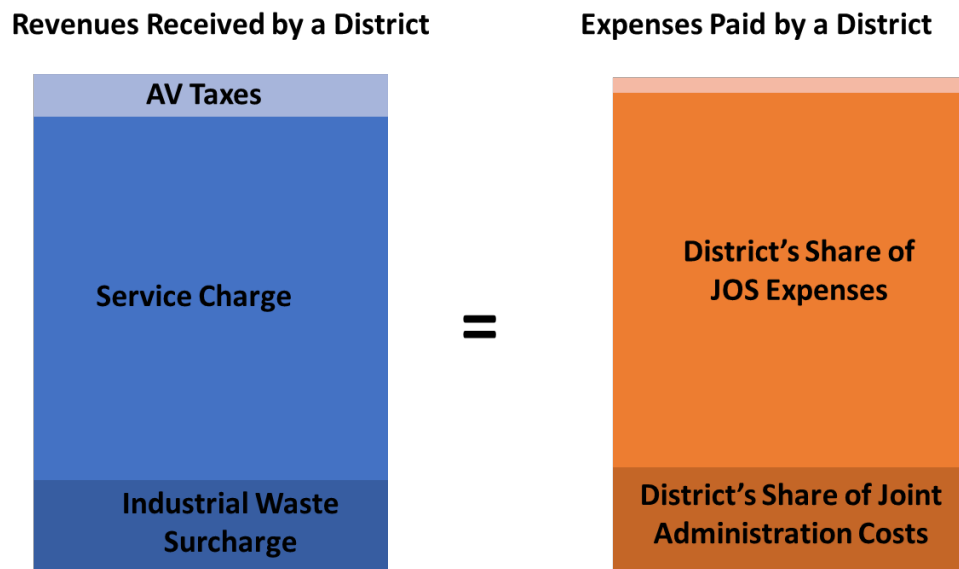 Revenues Received by a District
Expenses Paid by a District
AV Taxes
Service Charge
Industrial Waste
Surcharge
=
District's Share of
JOS Expenses
District's Share of Joint
Administration Costs